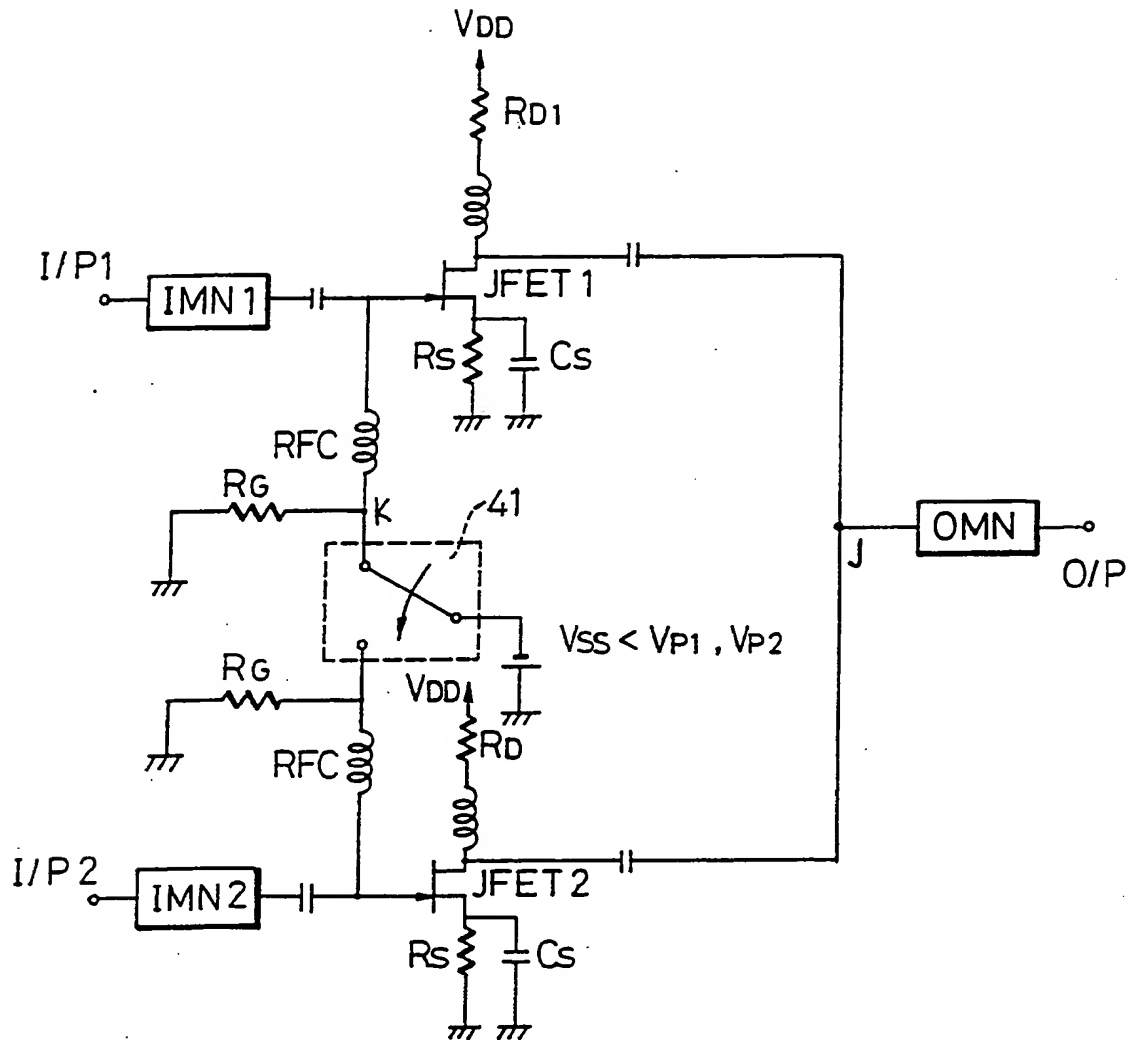 VDD
RD1
I/P1
IMN1
JFET1
RS
CS
RFC
RG
K
41
OMN
J
O/P
VSS < VP1, VP2
RG
VDD
RD
RFC
I/P2
IMN2
JFET2
RS
CS